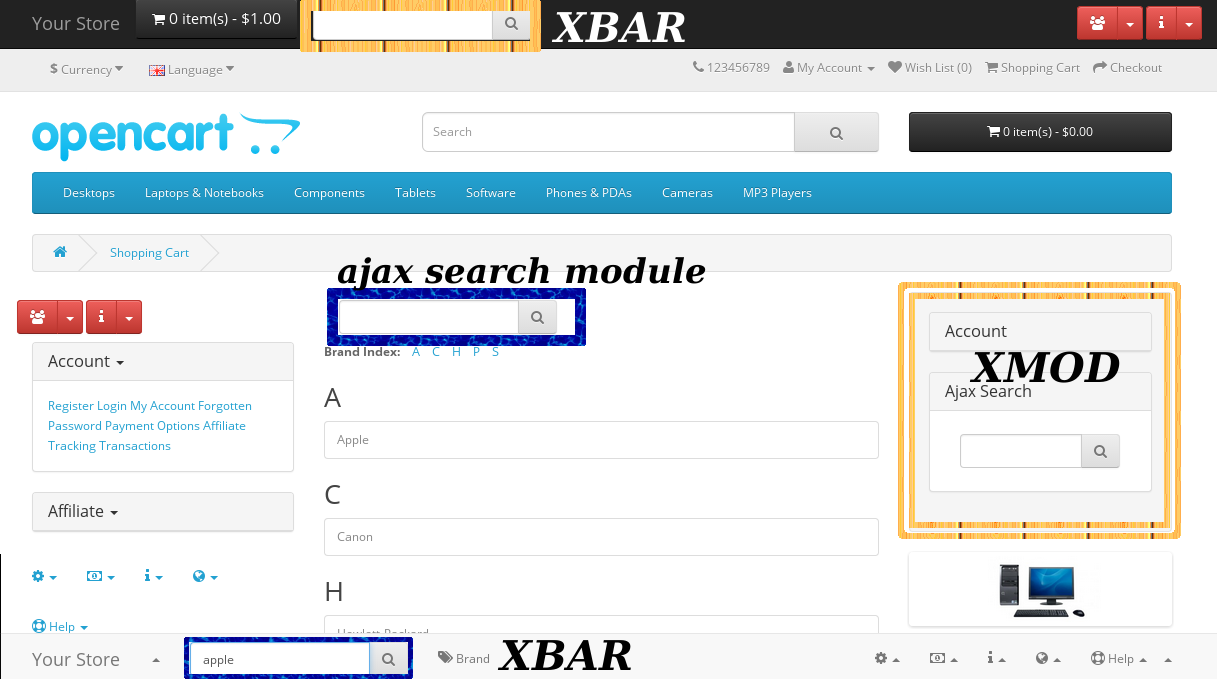 Your Store 0 item(s) - $1.00 XBAR
$ Currency Language 123456789 My Account Wish List (0) Shopping Cart Checkout
opencart Search 0 item(s) - $0.00
Desktops Laptops & Notebooks Components Tablets Software Phones & PDAs Cameras MP3 Players
Shopping Cart
ajax search module
Account
Register Login My Account Forgotten
Password Payment Options Affiliate
Tracking Transactions
Affiliate
Help
Brand Index: A C H P S
A
Apple
C
Canon
H
Hewlett-Packard
Account
XMOD
Ajax Search
Your Store apple Brand XBAR Help